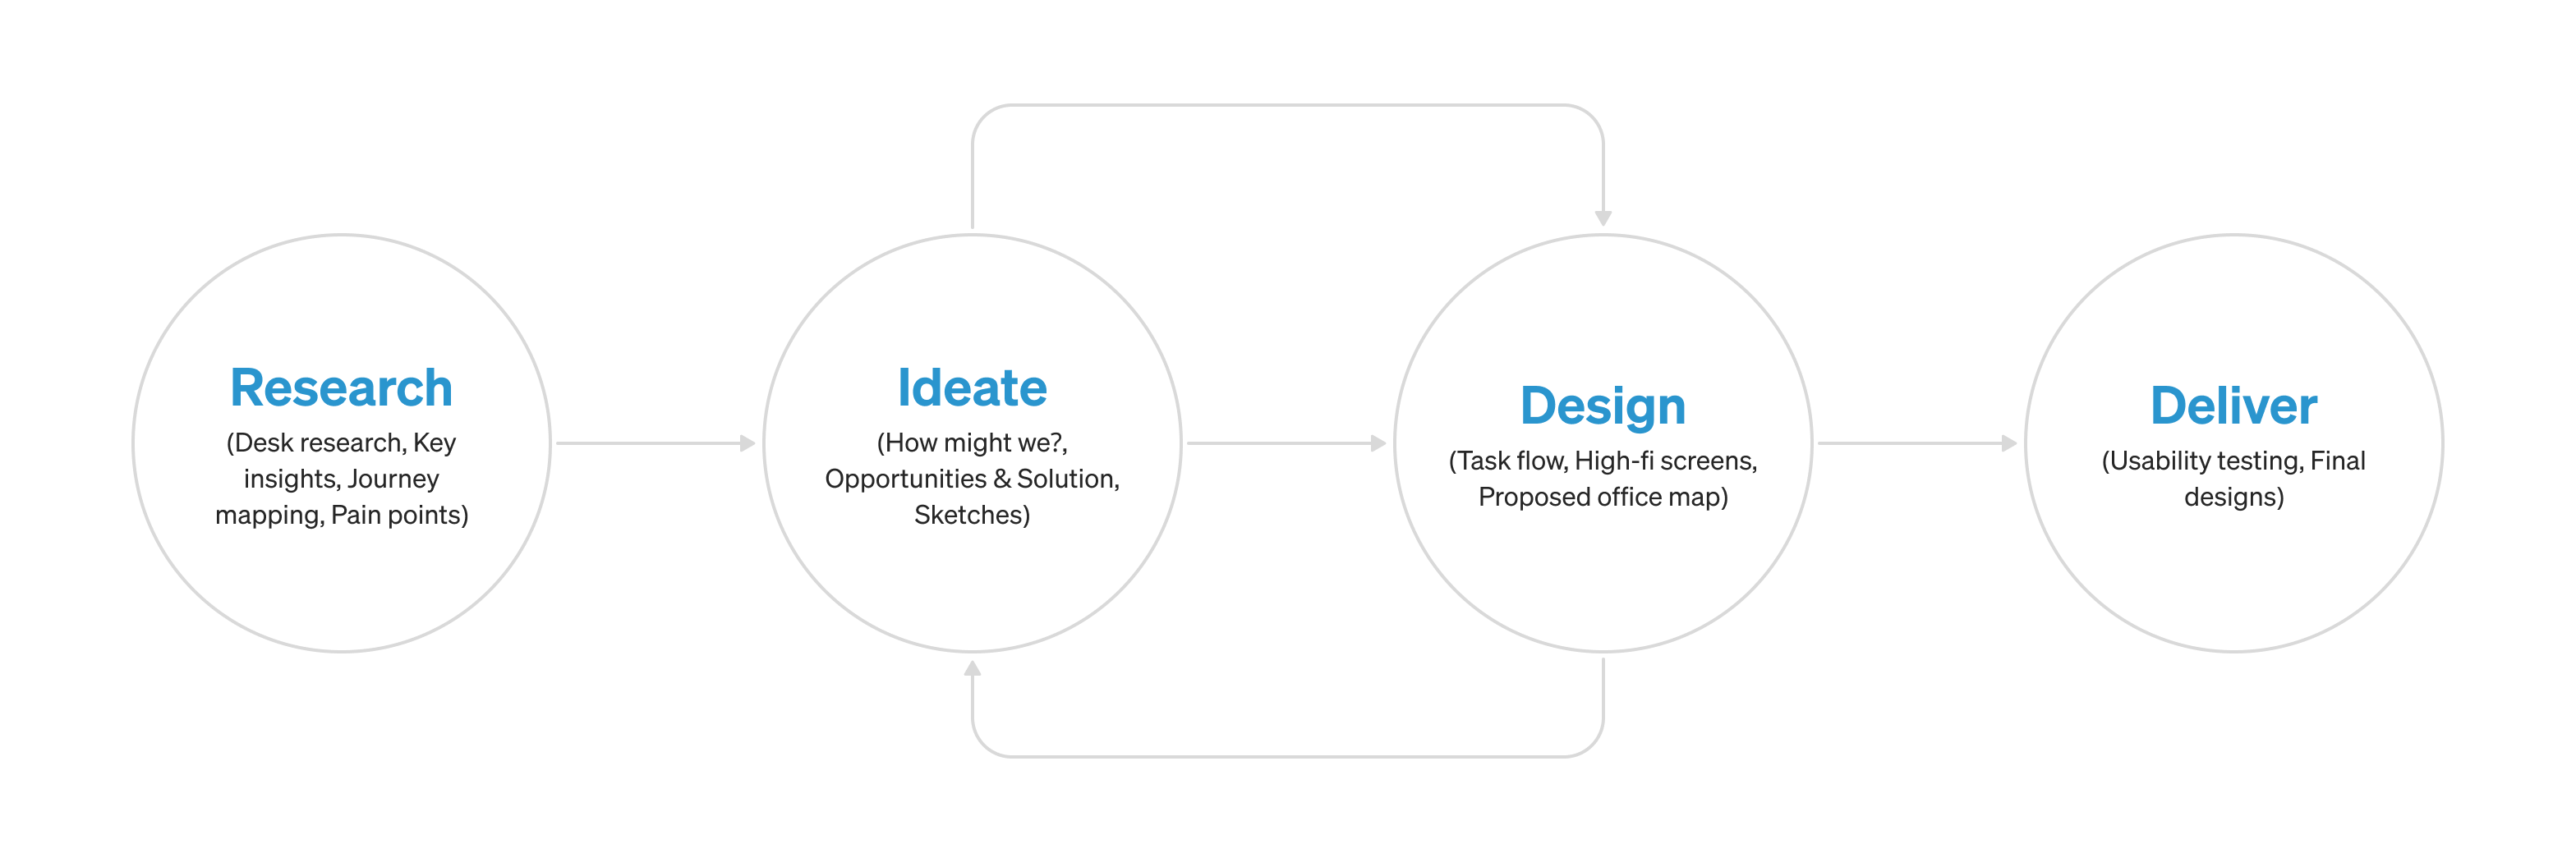 Research
(Desk research, Key
insights, Journey
mapping, Pain points)
Ideate
(How might we?,
Opportunities & Solution,
Sketches)
Design
(Task flow, High-fi screens,
Proposed office map)
Deliver
(Usability testing, Final
designs)